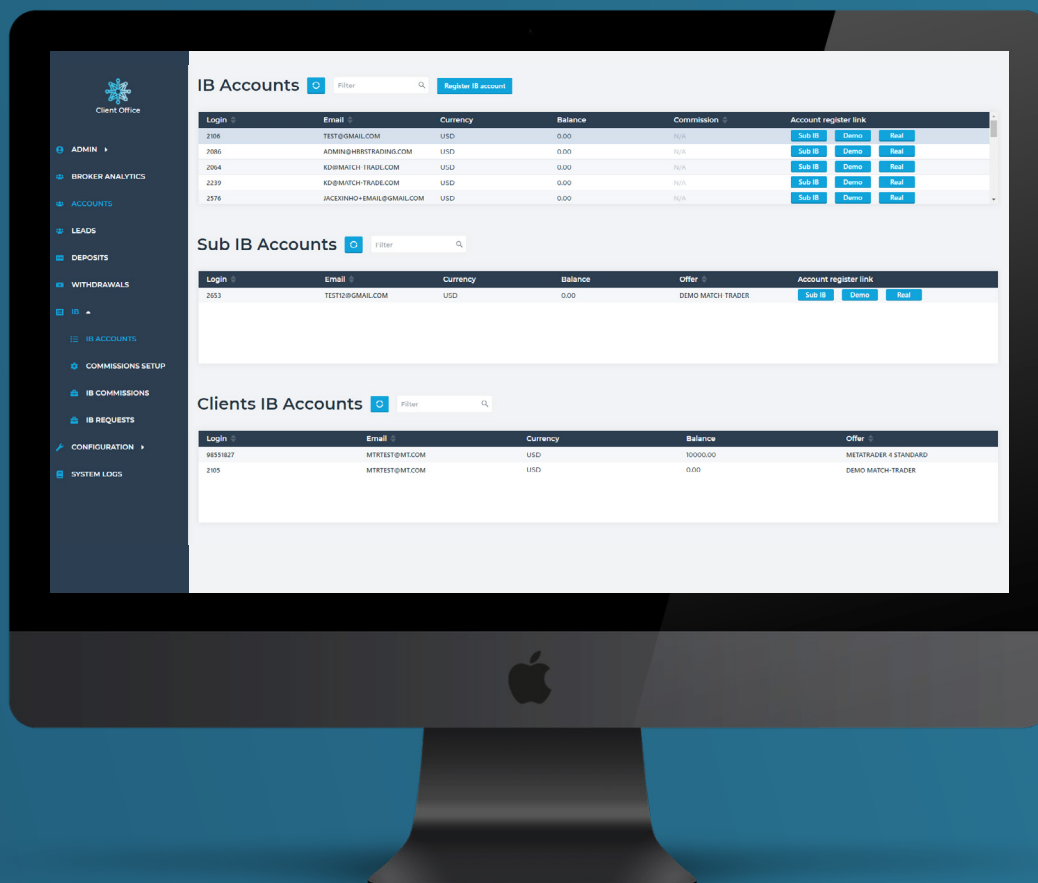 Client Office
ADMIN
BROKER ANALYTICS
ACCOUNTS
LEADS
DEPOSITS
WITHDRAWALS
IB
IB ACCOUNTS
COMMISSIONS SETUP
IB COMMISSIONS
IB REQUESTS
CONFIGURATION
SYSTEM LOGS
IB Accounts Filter Register IB account
Login Email Currency Balance Commission Account register link
2106 TEST@GMAIL.COM USD 0.00 N/A Sub IB Demo Real
2086 ADMIN@HBBSTRADING.COM USD 0.00 N/A Sub IB Demo Real
2064 KD@MATCH-TRADE.COM USD 0.00 N/A Sub IB Demo Real
2239 KD@MATCH-TRADE.COM USD 0.00 N/A Sub IB Demo Real
2576 JACEXINHO+EMAIL@GMAIL.COM USD 0.00 N/A Sub IB Demo Real
Sub IB Accounts Filter
Login Email Currency Balance Offer Account register link
2653 TEST12@GMAIL.COM USD 0.00 DEMO MATCH-TRADER Sub IB Demo Real
Clients IB Accounts Filter
Login Email Currency Balance Offer
98551827 MTRTEST@MT.COM USD 10000.00 METATRADER 4 STANDARD
2105 MTRTEST@MT.COM USD 0.00 DEMO MATCH-TRADER